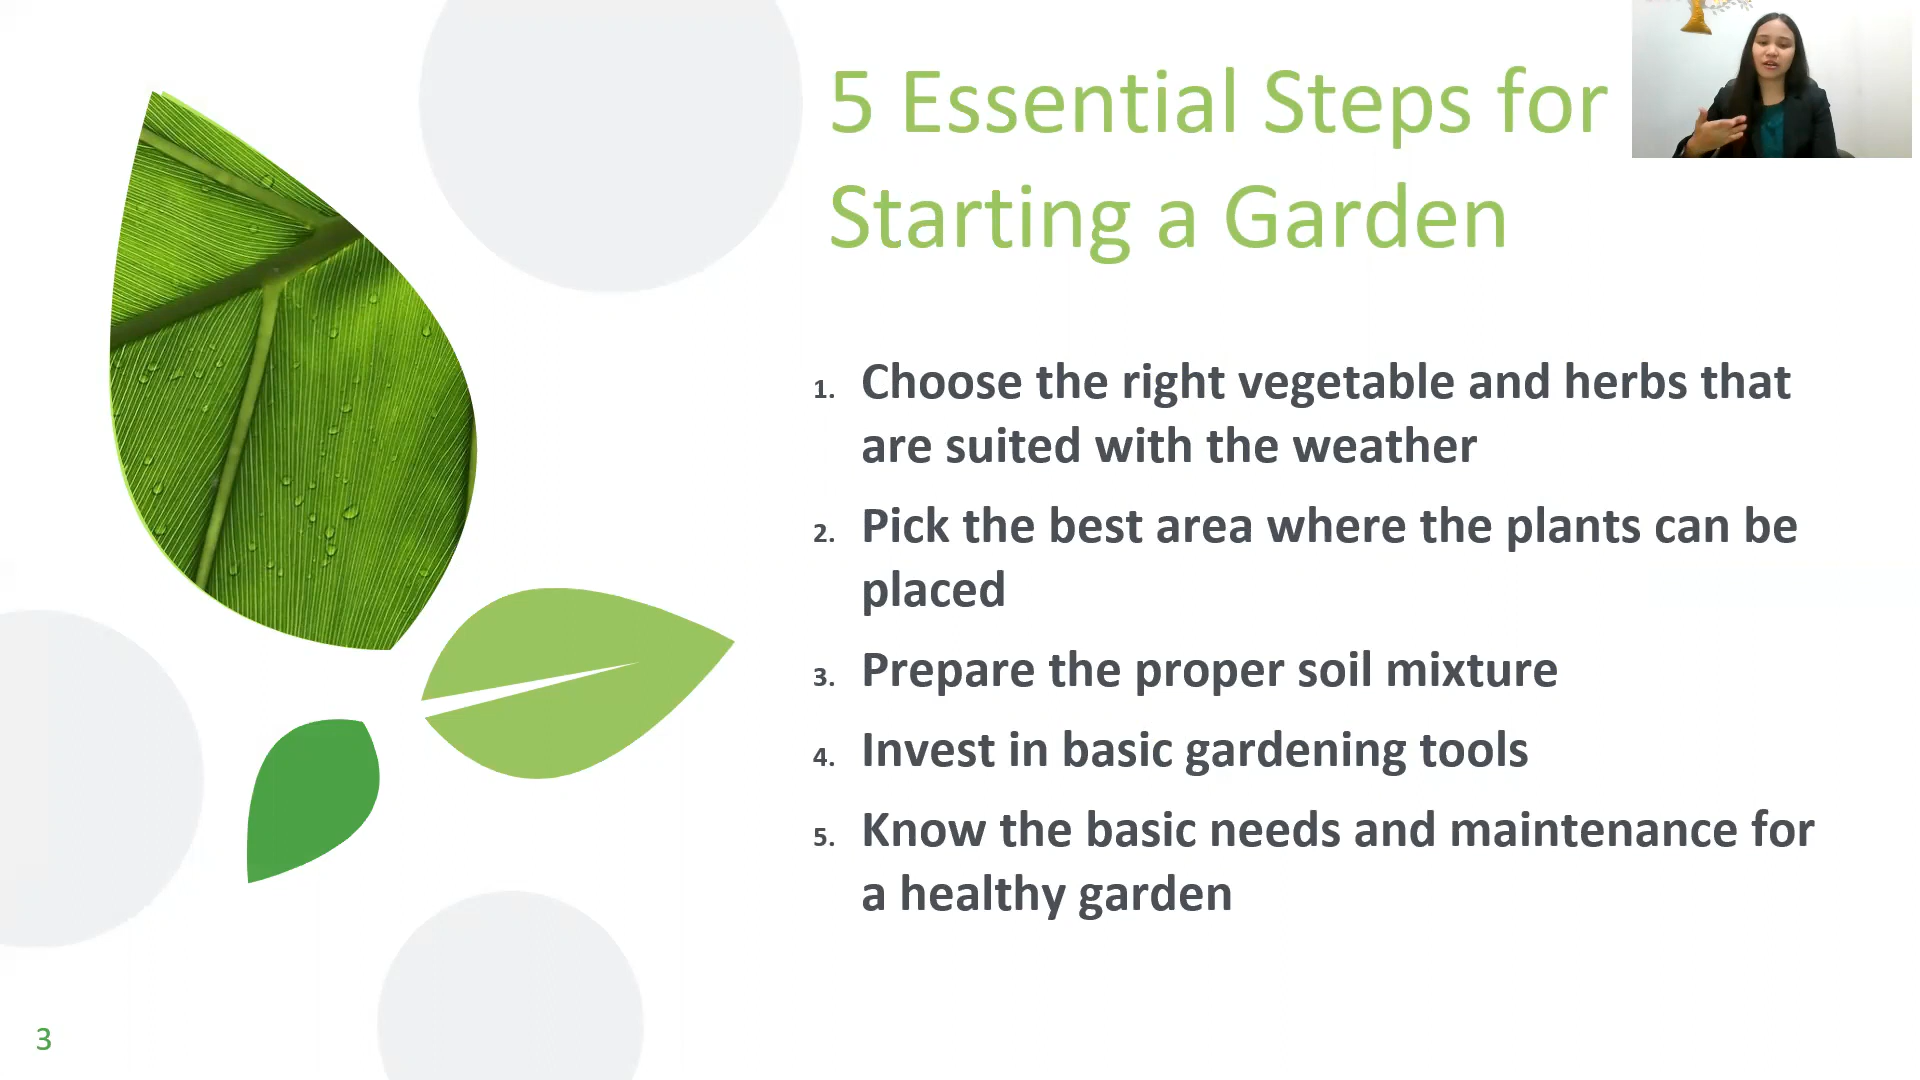 5 Essential Steps for
Starting a Garden
1. Choose the right vegetable and herbs that
are suited with the weather
2. Pick the best area where the plants can be
placed
3. Prepare the proper soil mixture
4. Invest in basic gardening tools
5. Know the basic needs and maintenance for
a healthy garden
3